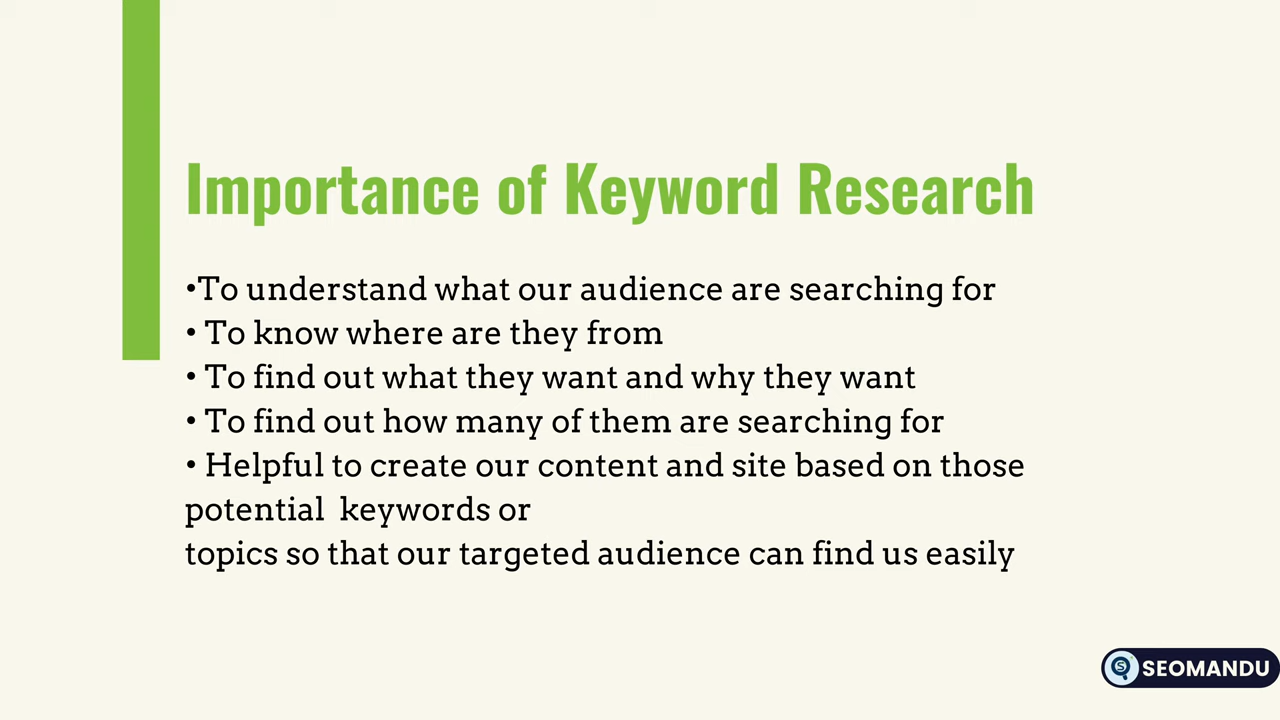 Importance of Keyword Research
•To understand what our audience are searching for
• To know where are they from
• To find out what they want and why they want
• To find out how many of them are searching for
• Helpful to create our content and site based on those
potential  keywords or
topics so that our targeted audience can find us easily
S SEOMANDU